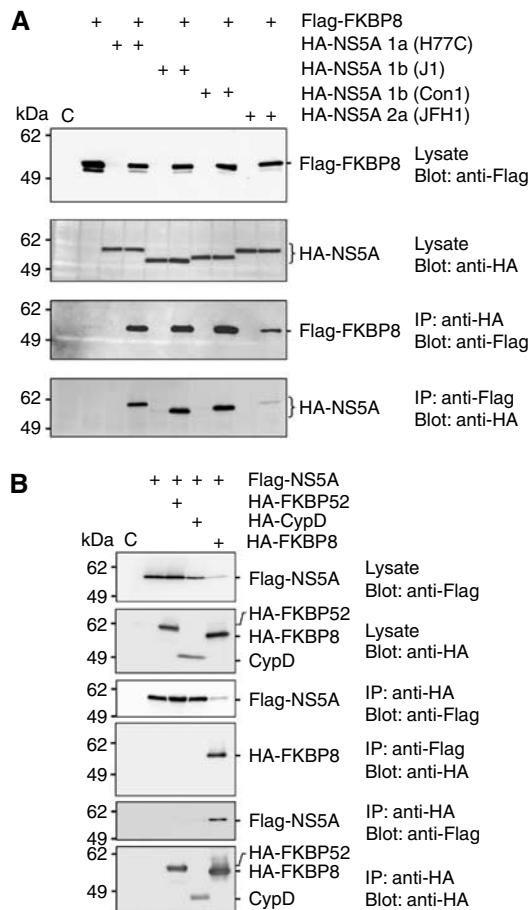 A
+ + + + + Flag-FKBP8
+ + HA-NS5A 1a (H77C)
+ + HA-NS5A 1b (J1)
+ + HA-NS5A 1b (Con1)
kDa C + + HA-NS5A 2a (JFH1)
62
49
Flag-FKBP8
Lysate
Blot: anti-Flag
62
49
HA-NS5A
Lysate
Blot: anti-HA
62
49
Flag-FKBP8
IP: anti-HA
Blot: anti-Flag
62
49
HA-NS5A
IP: anti-Flag
Blot: anti-HA
B
+ + + + Flag-NS5A
+ HA-FKBP52
+ HA-CypD
kDa C + HA-FKBP8
62
49
Flag-NS5A
Lysate
Blot: anti-Flag
62
49
HA-FKBP52
HA-FKBP8
CypD
Lysate
Blot: anti-HA
62
49
Flag-NS5A
IP: anti-HA
Blot: anti-Flag
62
49
HA-FKBP8
IP: anti-Flag
Blot: anti-HA
62
49
Flag-NS5A
IP: anti-HA
Blot: anti-Flag
62
49
HA-FKBP52
HA-FKBP8
CypD
IP: anti-HA
Blot: anti-HA